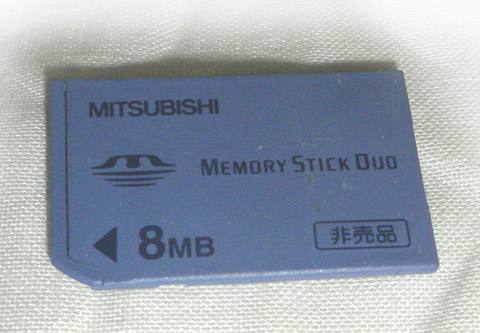 MITSUBISHI
MEMORY STICK DUO
8MB
非売品